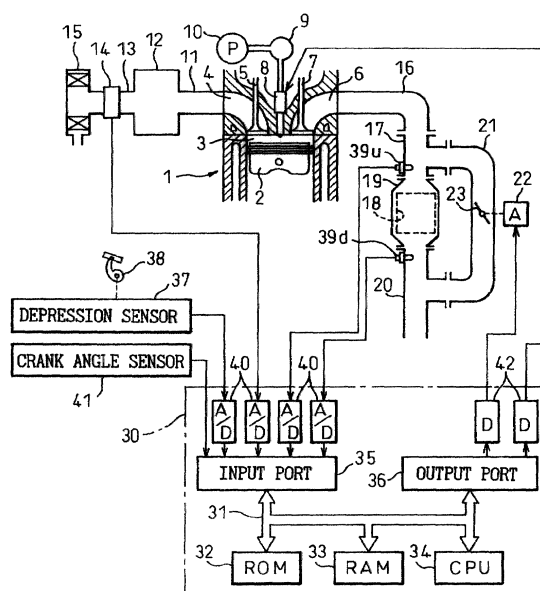 15 14 13 12 11 10 9 8 7 6 5 4 3 2 1
P
16 17 21 39u 19 23 22
A
18 39d 20
38
37
DEPRESSION SENSOR
CRANK ANGLE SENSOR
41
40 40 42
30
A/D A/D A/D A/D D D
INPUT PORT 35
36 OUTPUT PORT
31
32 33 34
ROM RAM CPU